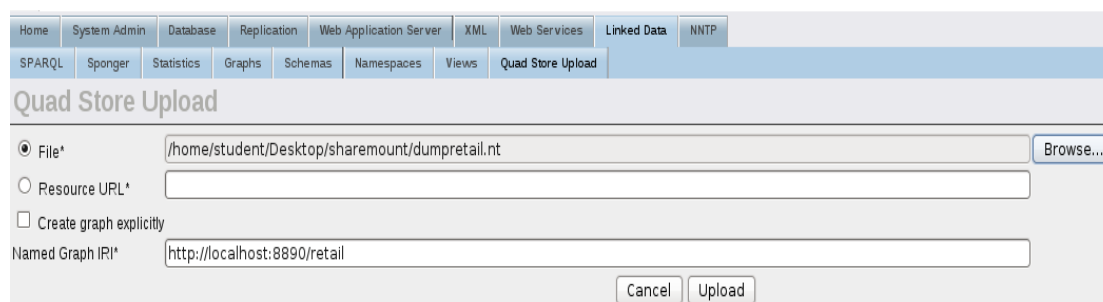 Home System Admin Database Replication Web Application Server XML Web Services Linked Data NNTP
SPARQL Sponger Statistics Graphs Schemas Namespaces Views Quad Store Upload
Quad Store Upload
File* /home/student/Desktop/sharemount/dumpretail.nt Browse...
Resource URL*
Create graph explicitly
Named Graph IRI* http://localhost:8890/retail
Cancel Upload